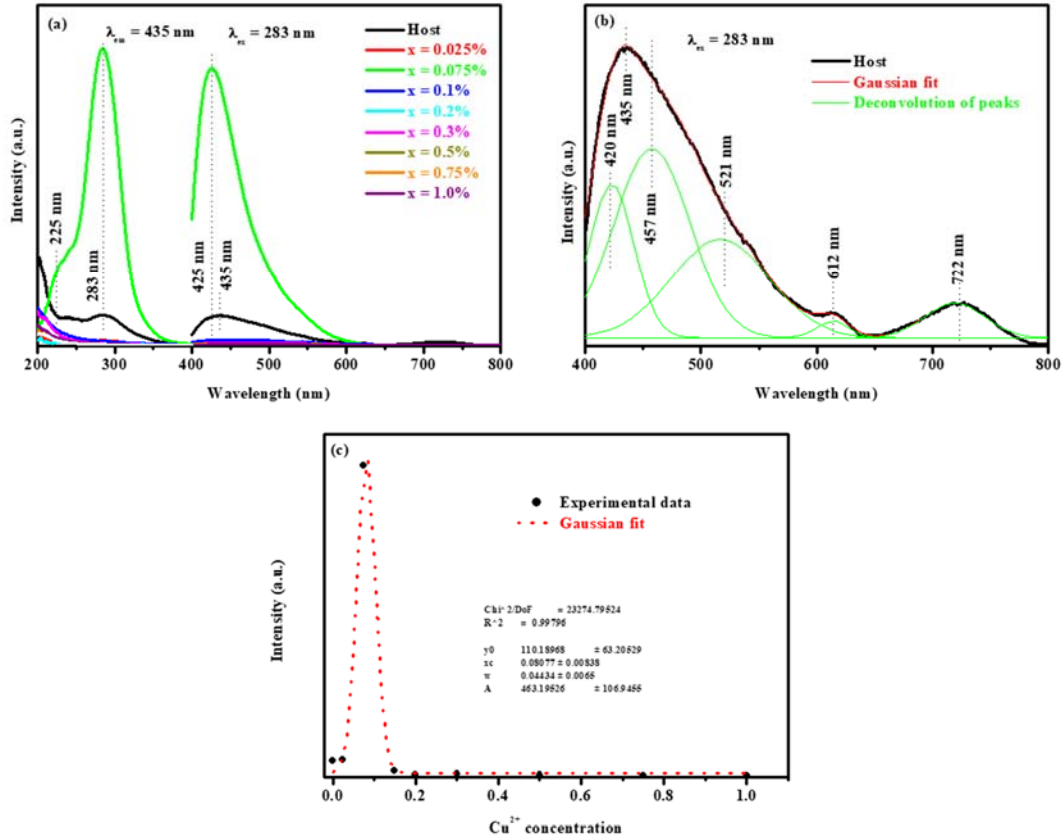 (a)
λem = 435 nm
λex = 283 nm
Host
x = 0.025%
x = 0.075%
x = 0.1%
x = 0.2%
x = 0.3%
x = 0.5%
x = 0.75%
x = 1.0%
225 nm
283 nm
425 nm
435 nm
Intensity (a.u.)
200 300 400 500 600 700 800
Wavelength (nm)
(b)
λex = 283 nm
Host
Gaussian fit
Deconvolution of peaks
420 nm
435 nm
457 nm
521 nm
612 nm
722 nm
Intensity (a.u.)
400 500 600 700 800
Wavelength (nm)
(c)
Experimental data
Gaussian fit
Chi^2/DoF = 23274.79524
R^2 = 0.99796
y0 110.18968 ± 63.20529
xc 0.08077 ± 0.00838
w 0.04434 ± 0.0065
A 463.19526 ± 106.9455
Intensity (a.u.)
0.0 0.2 0.4 0.6 0.8 1.0
Cu²⁺ concentration